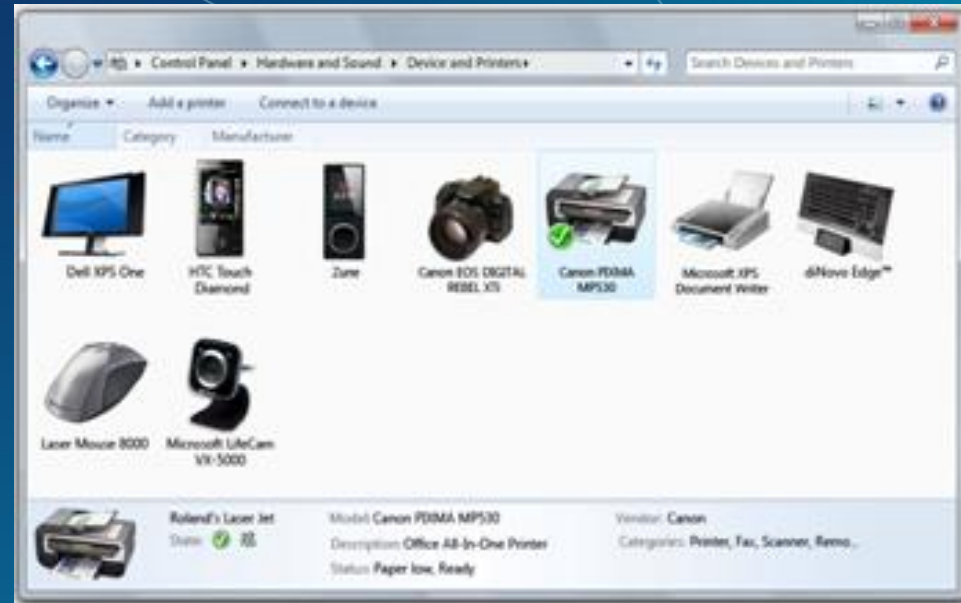 Control Panel ▸ Hardware and Sound ▸ Device and Printers ▸
Search Devices and Printers
Organize ▾ Add a printer Connect to a device
Name Category Manufacturer
Dell XPS One
HTC Touch
Diamond
Zune
Canon EOS DIGITAL
REBEL XTi
Canon PIXMA
MP530
Microsoft XPS
Document Writer
diNovo Edge™
Laser Mouse 8000
Microsoft LifeCam
VX-5000
Roland's Laser Jet
State:
Model: Canon PIXMA MP530
Description: Office All-In-One Printer
Status: Paper low, Ready
Vendor: Canon
Categories: Printer, Fax, Scanner, Remo...